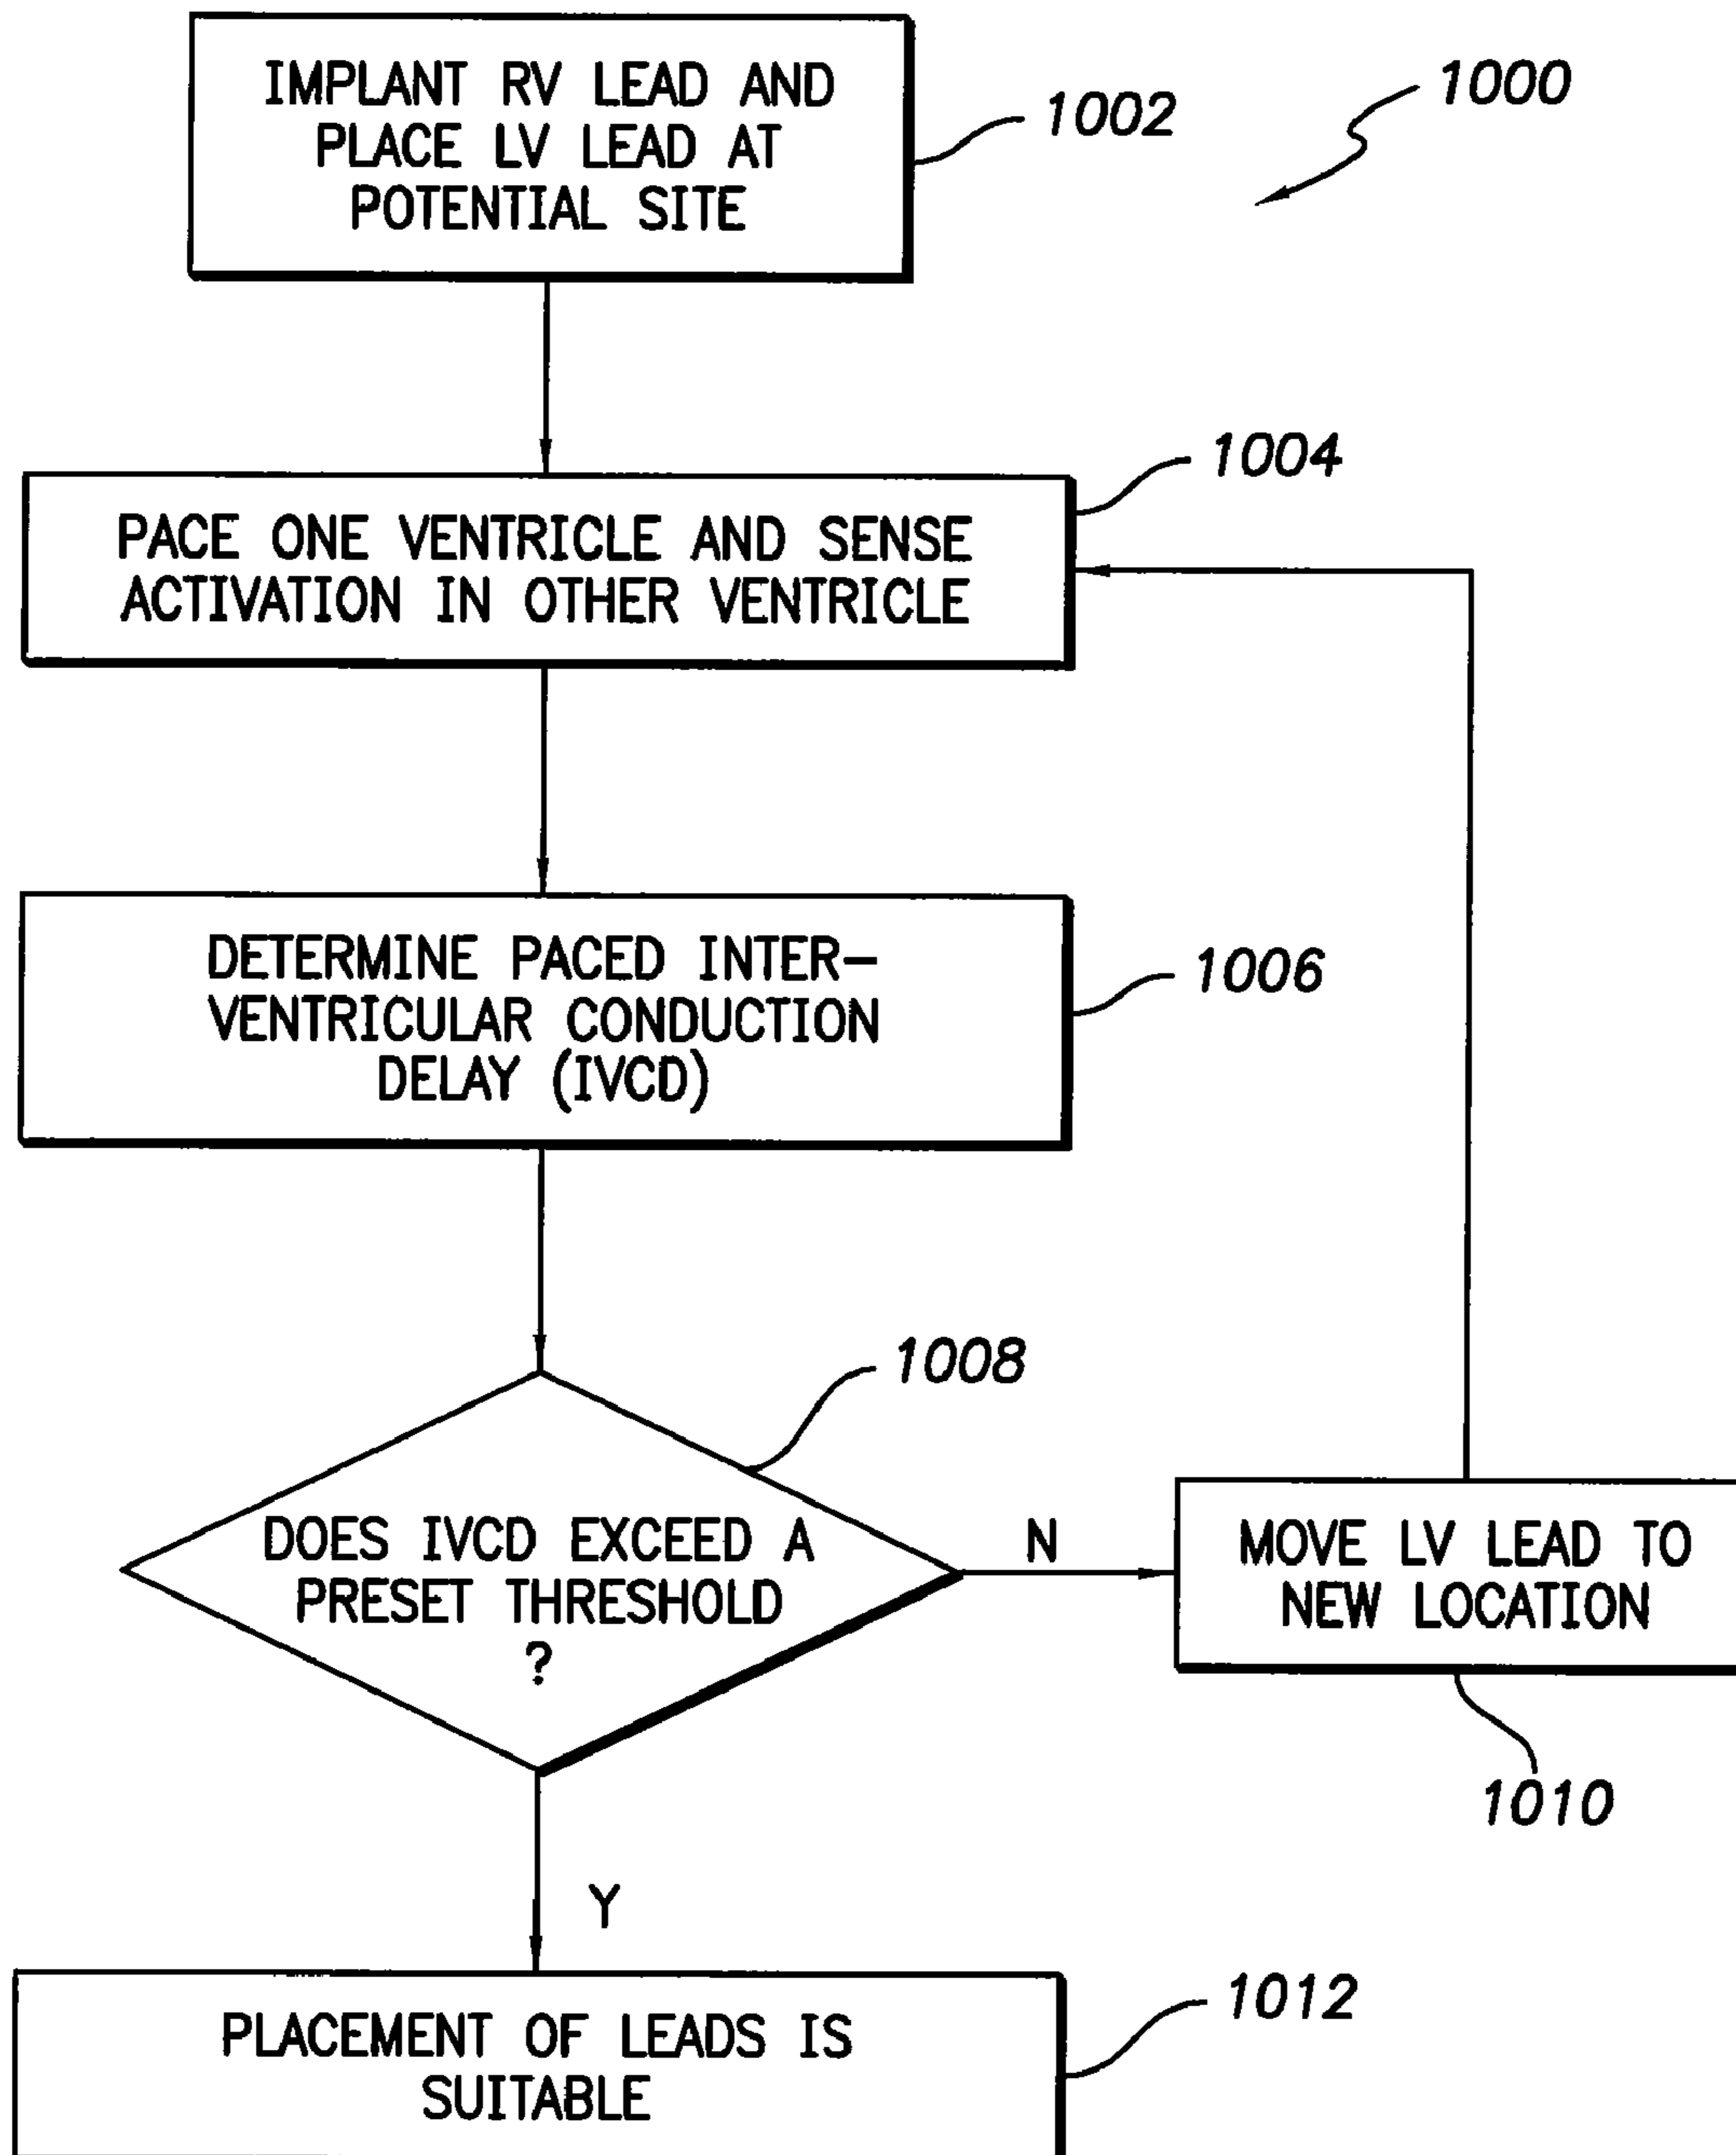 IMPLANT RV LEAD AND
PLACE LV LEAD AT
POTENTIAL SITE
1002
1000
PACE ONE VENTRICLE AND SENSE
ACTIVATION IN OTHER VENTRICLE
1004
DETERMINE PACED INTER-
VENTRICULAR CONDUCTION
DELAY (IVCD)
1006
DOES IVCD EXCEED A
PRESET THRESHOLD
?
1008
N
MOVE LV LEAD TO
NEW LOCATION
1010
Y
PLACEMENT OF LEADS IS
SUITABLE
1012